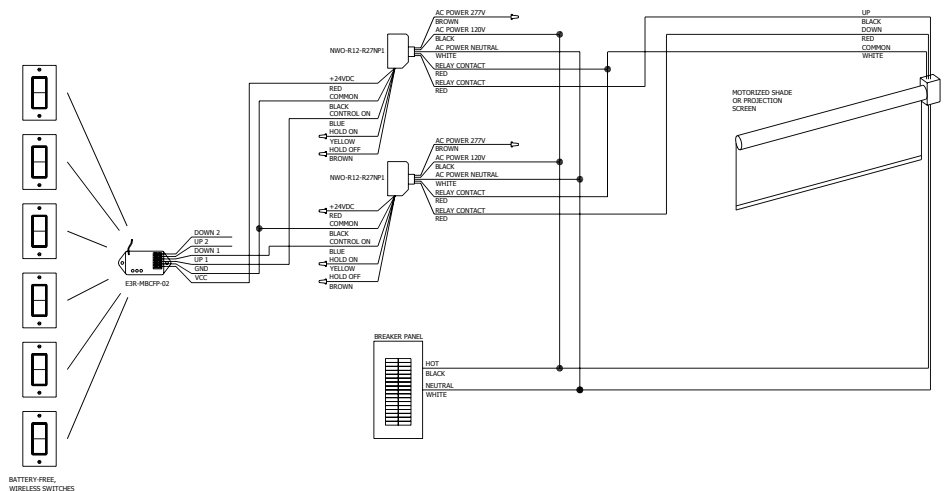 AC POWER 277V
BROWN
AC POWER 120V
BLACK
AC POWER NEUTRAL
WHITE
RELAY CONTACT
RED
RELAY CONTACT
RED
NWO-R12-R27NP1
+24VDC
RED
COMMON
BLACK
CONTROL ON
BLUE
HOLD ON
YELLOW
HOLD OFF
BROWN
UP
BLACK
DOWN
RED
COMMON
WHITE
MOTORIZED SHADE
OR PROJECTION
SCREEN
AC POWER 277V
BROWN
AC POWER 120V
BLACK
AC POWER NEUTRAL
WHITE
RELAY CONTACT
RED
RELAY CONTACT
RED
NWO-R12-R27NP1
+24VDC
RED
COMMON
BLACK
CONTROL ON
BLUE
HOLD ON
YELLOW
HOLD OFF
BROWN
DOWN 2
UP 2
DOWN 1
UP 1
GND
VCC
E3R-MBCFP-02
BREAKER PANEL
HOT
BLACK
NEUTRAL
WHITE
BATTERY-FREE,
WIRELESS SWITCHES